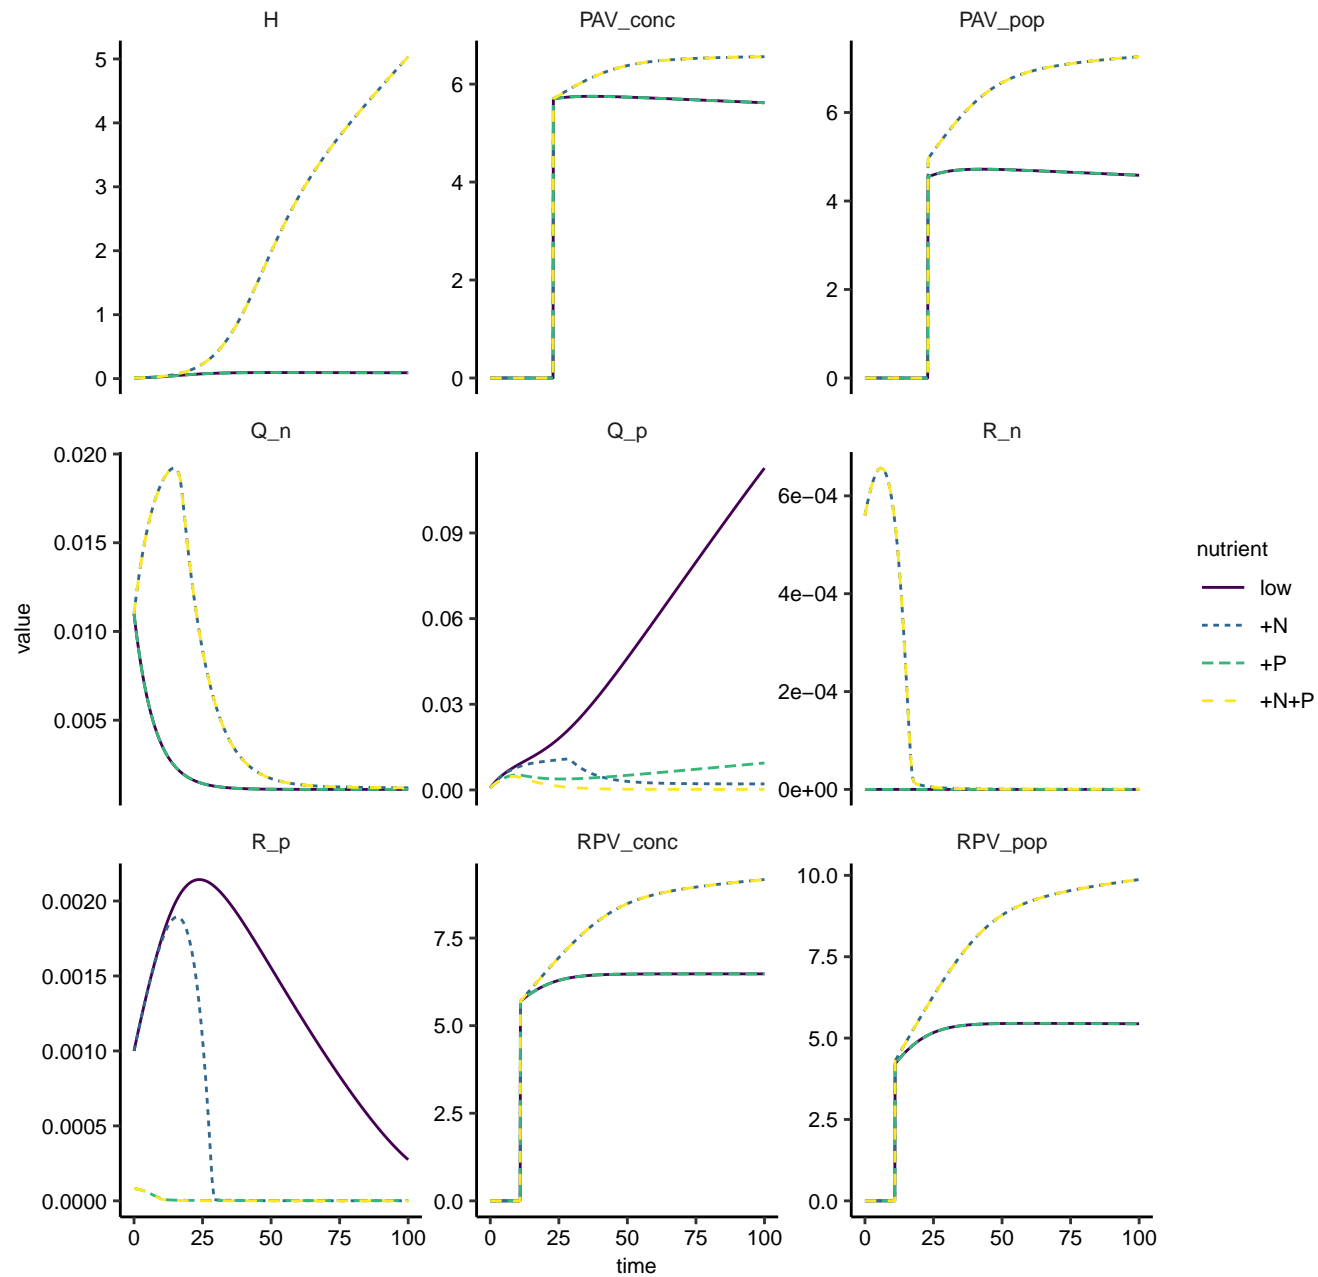 H
PAV_conc
PAV_pop
5
4
3
2
1
0
6
4
2
0
6
4
2
0
Q_n
Q_p
R_n
0.020
0.015
0.010
0.005
0.09
0.06
0.03
0.00
6e−04
4e−04
2e−04
0e+00
R_p
RPV_conc
RPV_pop
0.0020
0.0015
0.0010
0.0005
0.0000
7.5
5.0
2.5
0.0
10.0
7.5
5.0
2.5
0.0
0 25 50 75 100
0 25 50 75 100
0 25 50 75 100
time
value
nutrient
low
+N
+P
+N+P